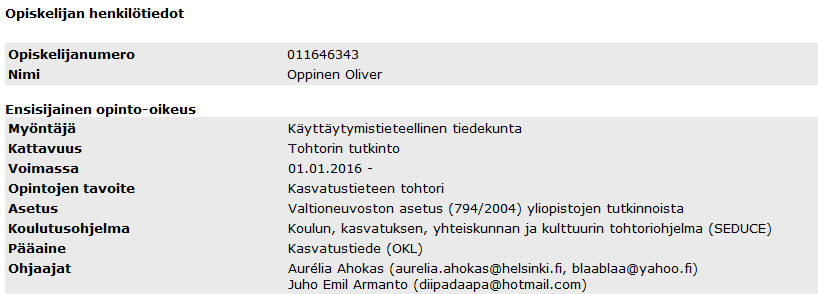 Opiskelijan henkilötiedot
Opiskelijanumero 011646343
Nimi Oppinen Oliver
Ensisijainen opinto-oikeus
Myöntäjä Käyttäytymistieteellinen tiedekunta
Kattavuus Tohtorin tutkinto
Voimassa 01.01.2016 -
Opintojen tavoite Kasvatustieteen tohtori
Asetus Valtioneuvoston asetus (794/2004) yliopistojen tutkinnoista
Koulutusohjelma Koulun, kasvatuksen, yhteiskunnan ja kulttuurin tohtoriohjelma (SEDUCE)
Pääaine Kasvatustiede (OKL)
Ohjaajat Aurélia Ahokas (aurelia.ahokas@helsinki.fi, blaablaa@yahoo.fi)
Juho Emil Armanto (diipadaapa@hotmail.com)